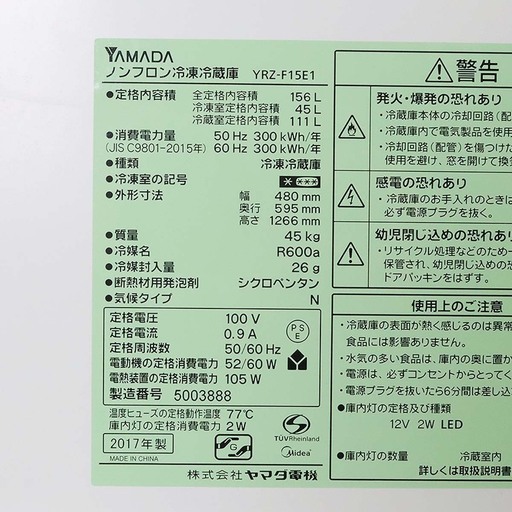 YAMADA
ノンフロン冷凍冷蔵庫 YRZ-F15E1
●定格内容積 全定格内容積 156 L
冷凍室定格内容積 45 L
冷蔵室定格内容積 111 L
●消費電力量 50 Hz 300 kWh/年
(JIS C9801-2015年) 60 Hz 300 kWh/年
●種類 冷凍冷蔵庫
●冷凍室の記号
●外形寸法 幅 480 mm
奥行 595 mm
高さ 1266 mm
●質量 45 kg
●冷媒名 R600a
●冷媒封入量 26 g
●断熱材用発泡剤 シクロペンタン
●気候タイプ N
定格電圧 100 V
定格電流 0.9 A
定格周波数 50/60 Hz
電動機の定格消費電力 52/60 W
電熱装置の定格消費電力 105 W
製造番号 5003888
PS
E
温度ヒューズの定格動作温度 77℃
庫内灯の定格消費電力 2 W
2017年製
MADE IN CHINA
TÜVRheinland
Midea
株式会社 ヤマダ電機
警告
発火・爆発の恐れあり
・冷蔵庫本体の冷却回路(配
・冷蔵庫内で電気製品を使用
・冷却回路(配管)を傷つけた
使用を避け、窓を開けて換気
感電の恐れあり
・冷蔵庫のお手入れのときは
必ず電源プラグを抜く。
幼児閉じ込めの恐れあり
・リサイクル処理などのため一
保管され、幼児閉じ込めの恐
ドアパッキンをはずす。
使用上のご注意
・冷蔵庫の表面が熱く感じるのは異常
食品には影響ありません。
・水気の多い食品は、庫内の奥に置か
・電源は、必ずコンセントからとってく
・電源プラグを抜いたら6分間は差し込
●庫内灯の定格及び種類
12V 2W LED
●庫内灯の数量 冷蔵室内
詳しくは取扱説明書